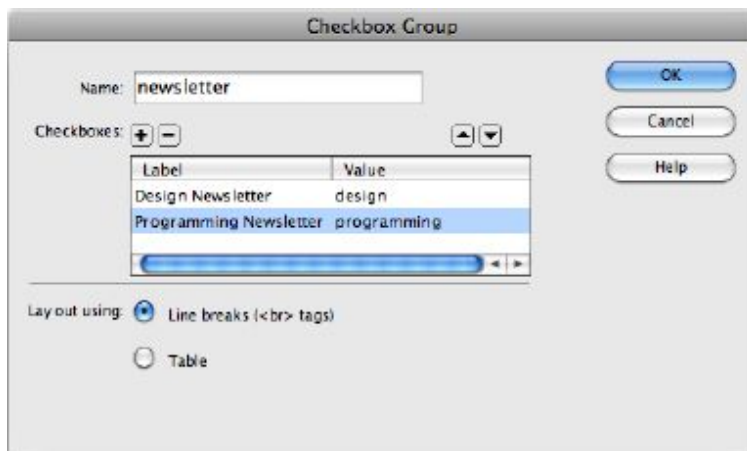 Checkbox Group
Name: newsletter
OK
Checkboxes: + −
Cancel
Help
Label Value
Design Newsletter design
Programming Newsletter programming
Lay out using: Line breaks (<br> tags)
Table